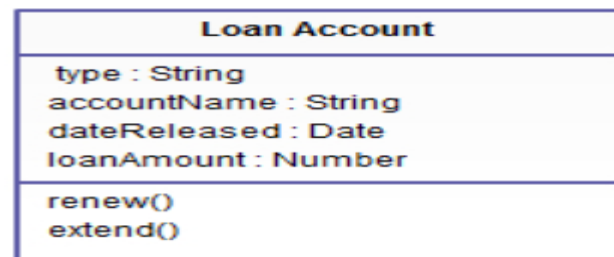 Loan Account
type : String
accountName : String
dateReleased : Date
loanAmount : Number
renew()
extend()